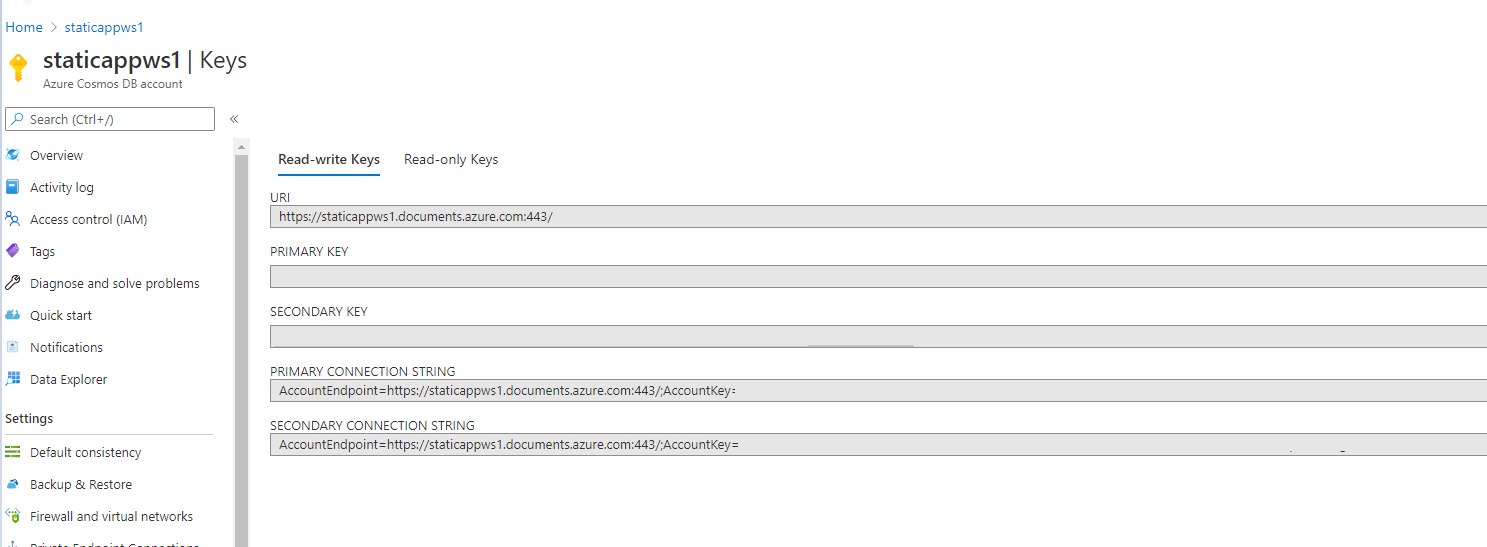 Home > staticappws1
staticappws1 | Keys
Azure Cosmos DB account
Search (Ctrl+/)
«
Overview
Activity log
Access control (IAM)
Tags
Diagnose and solve problems
Quick start
Notifications
Data Explorer
Settings
Default consistency
Backup & Restore
Firewall and virtual networks
Private Endpoint Connections
Read-write Keys Read-only Keys
URI
https://staticappws1.documents.azure.com:443/
PRIMARY KEY
SECONDARY KEY
PRIMARY CONNECTION STRING
AccountEndpoint=https://staticappws1.documents.azure.com:443/;AccountKey=
SECONDARY CONNECTION STRING
AccountEndpoint=https://staticappws1.documents.azure.com:443/;AccountKey=